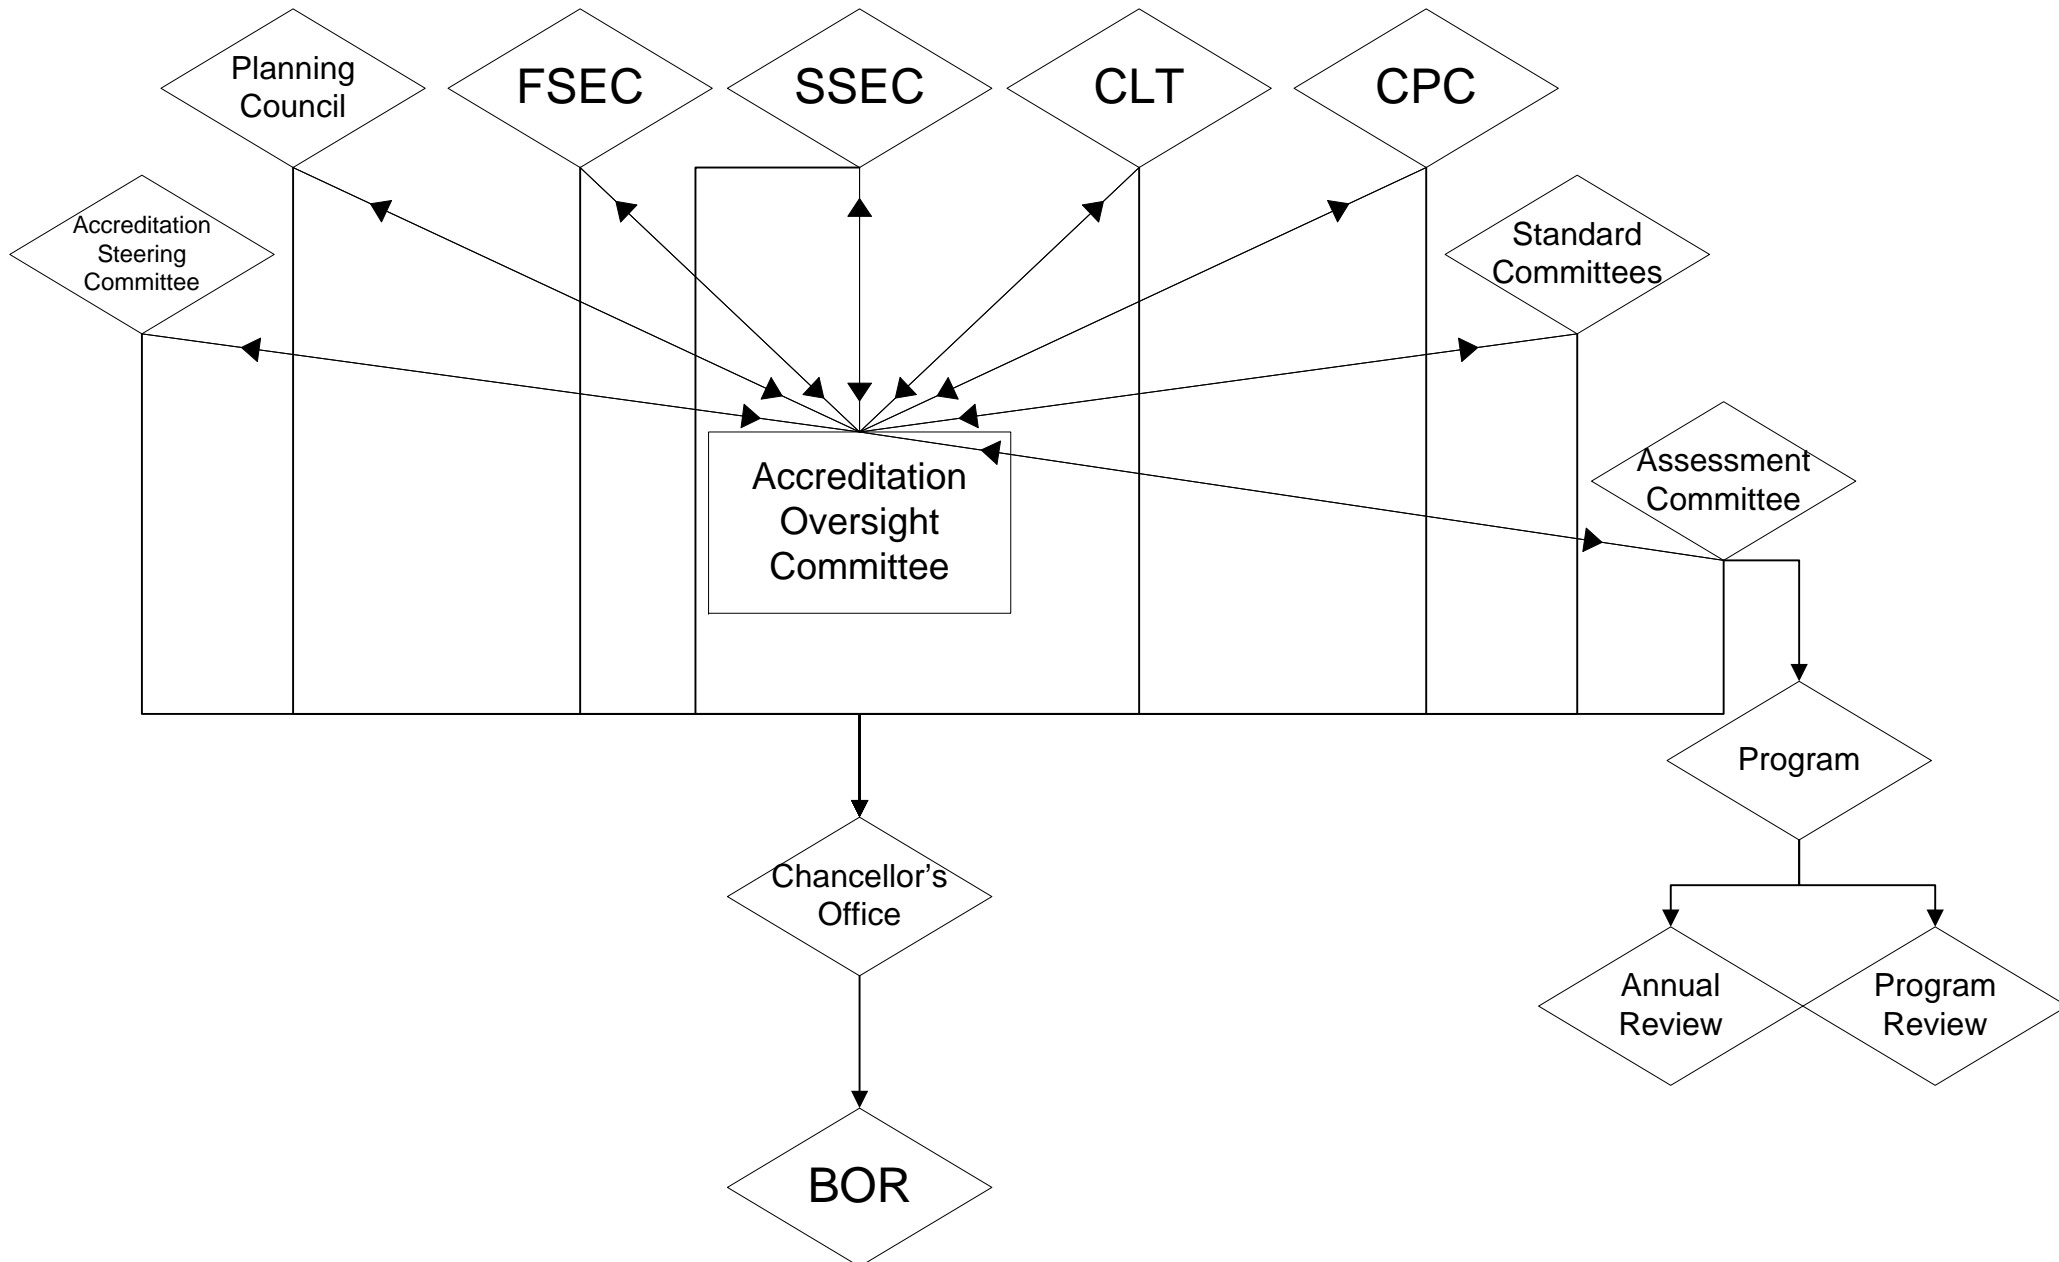 Planning
Council
FSEC
SSEC
CLT
CPC
Accreditation
Steering
Committee
Standard
Committees
Accreditation
Oversight
Committee
Assessment
Committee
Program
Chancellor’s
Office
Annual
Review
Program
Review
BOR